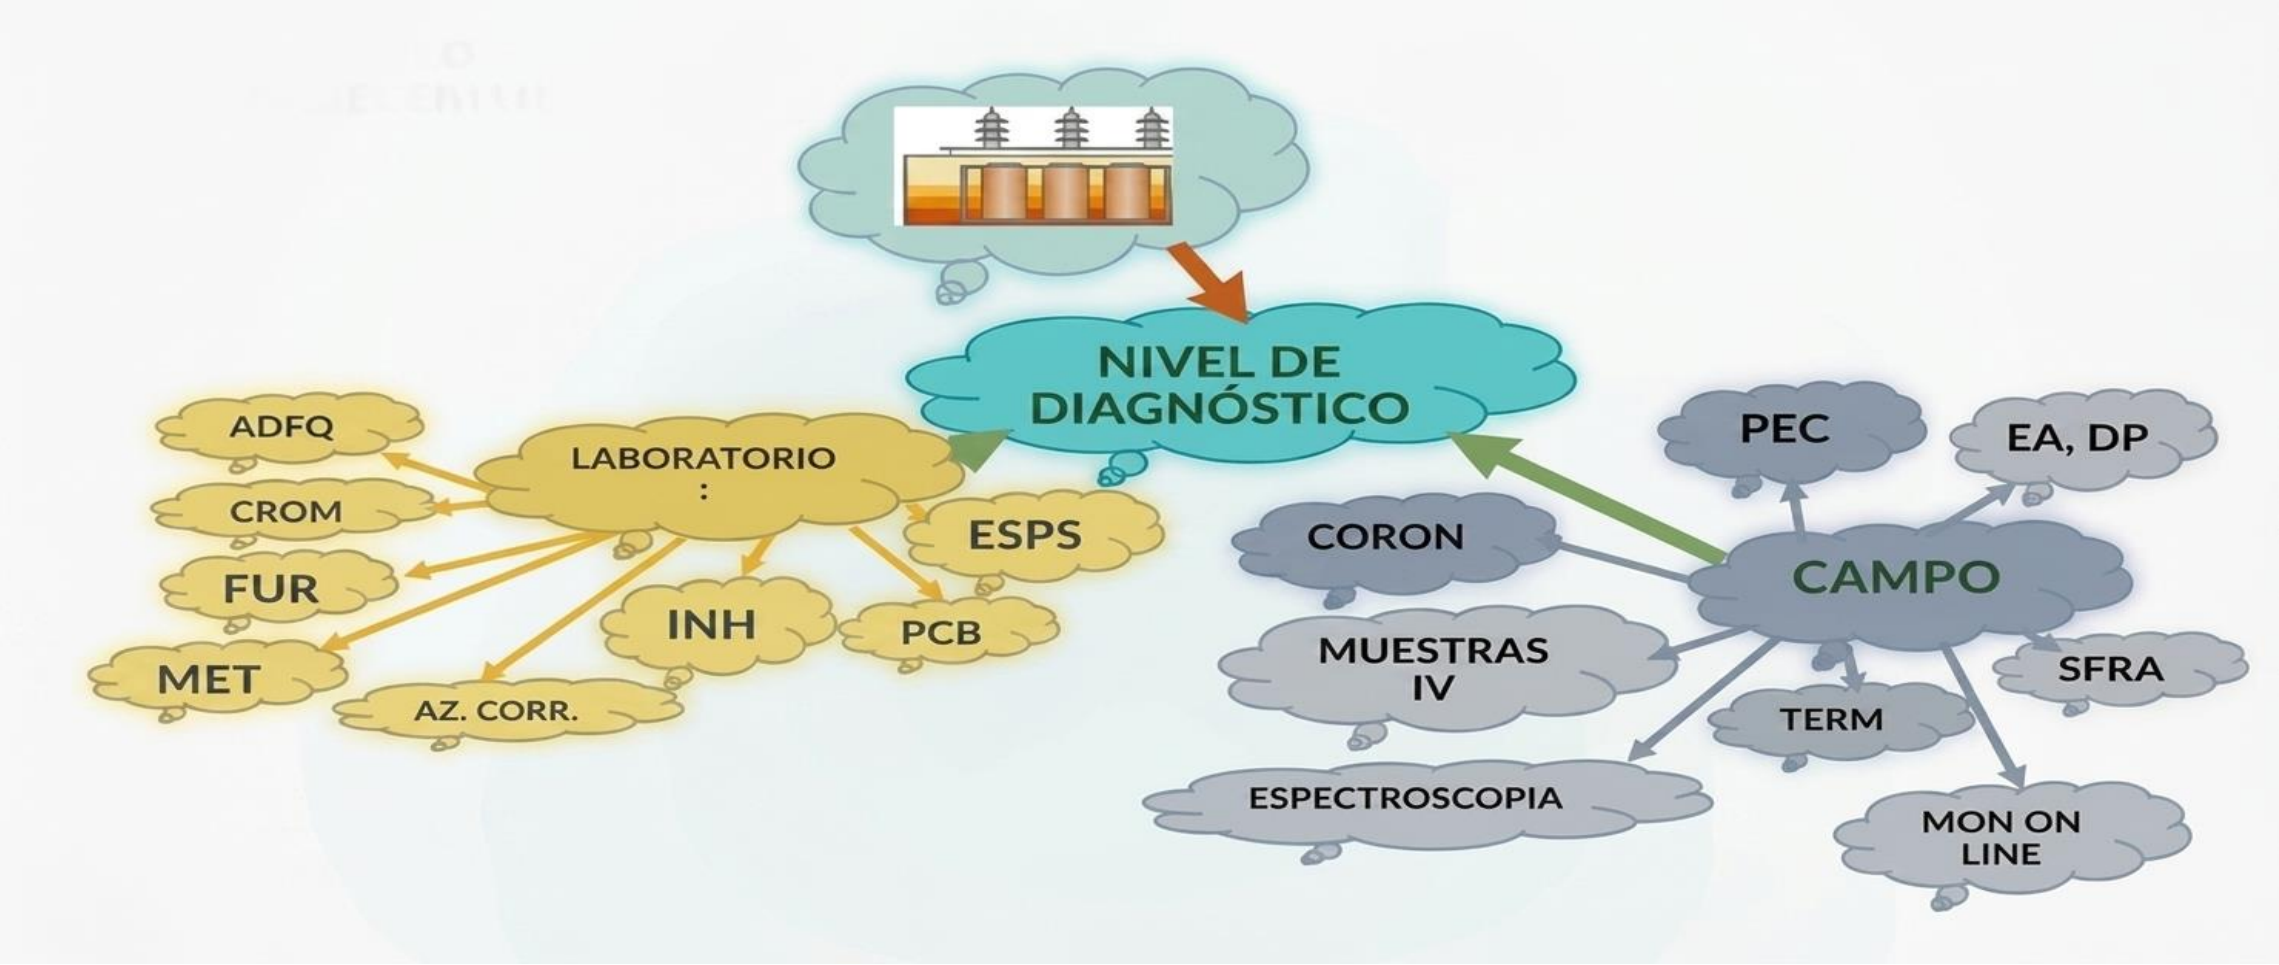 NIVEL DE
DIAGNÓSTICO
LABORATORIO
:
ADFQ
CROM
FUR
MET
AZ. CORR.
INH
PCB
ESPS
CAMPO
PEC
EA, DP
CORON
MUESTRAS
IV
ESPECTROSCOPIA
TERM
SFRA
MON ON
LINE